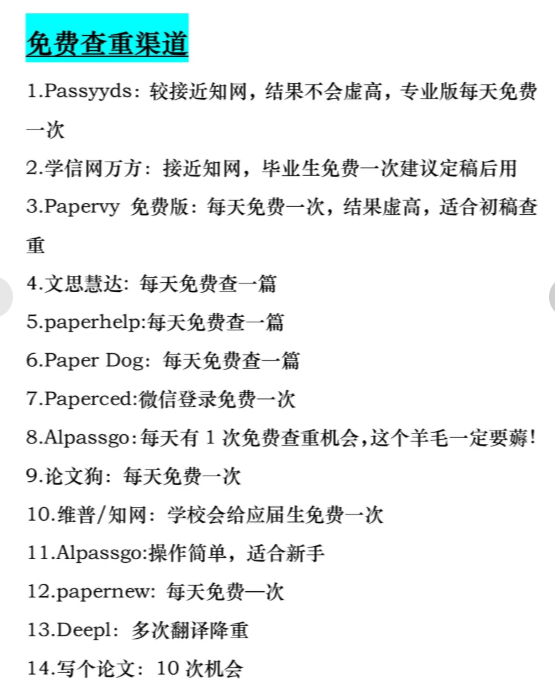 免费查重渠道
1.Passyyds：较接近知网，结果不会虚高，专业版每天免费
一次
2.学信网万方：接近知网，毕业生免费一次建议定稿后用
3.Papervy 免费版：每天免费一次，结果虚高，适合初稿查
重
4.文思慧达：每天免费查一篇
5.paperhelp:每天免费查一篇
6.Paper Dog：每天免费查一篇
7.Paperced:微信登录免费一次
8.Alpassgo:每天有 1 次免费查重机会,这个羊毛一定要薅!
9.论文狗：每天免费一次
10.维普/知网：学校会给应届生免费一次
11.Alpassgo:操作简单，适合新手
12.papernew: 每天免费—次
13.Deepl：多次翻译降重
14.写个论文：10 次机会